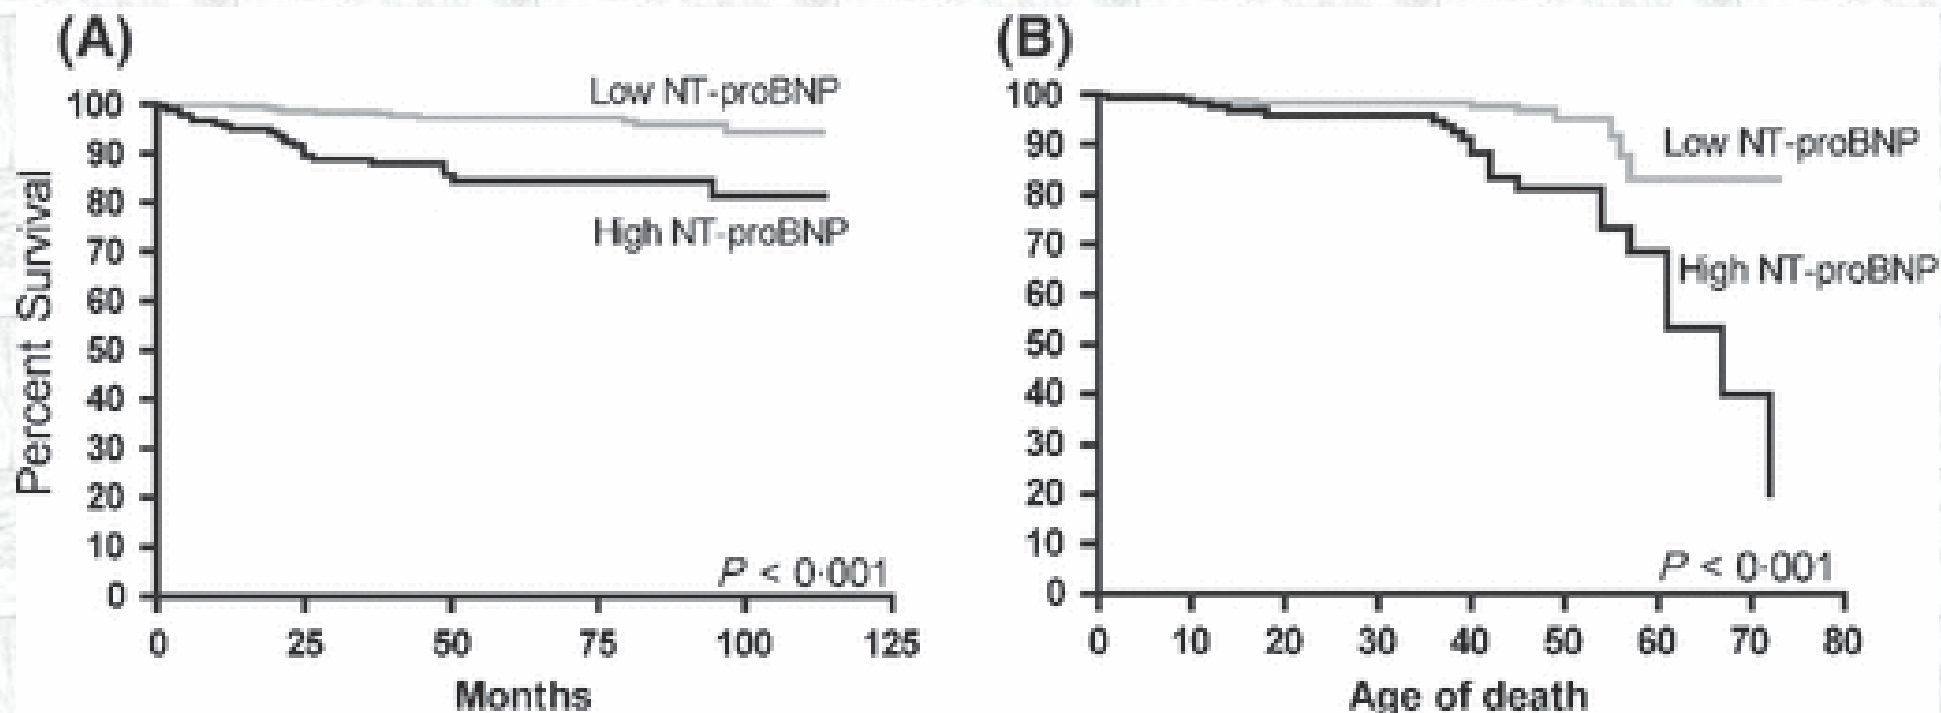 (A)
Percent Survival
100
90
80
70
60
50
40
30
20
10
0
Low NT-proBNP
High NT-proBNP
P < 0·001
0 25 50 75 100 125
Months
(B)
100
90
80
70
60
50
40
30
20
10
0
Low NT-proBNP
High NT-proBNP
P < 0·001
0 10 20 30 40 50 60 70 80
Age of death